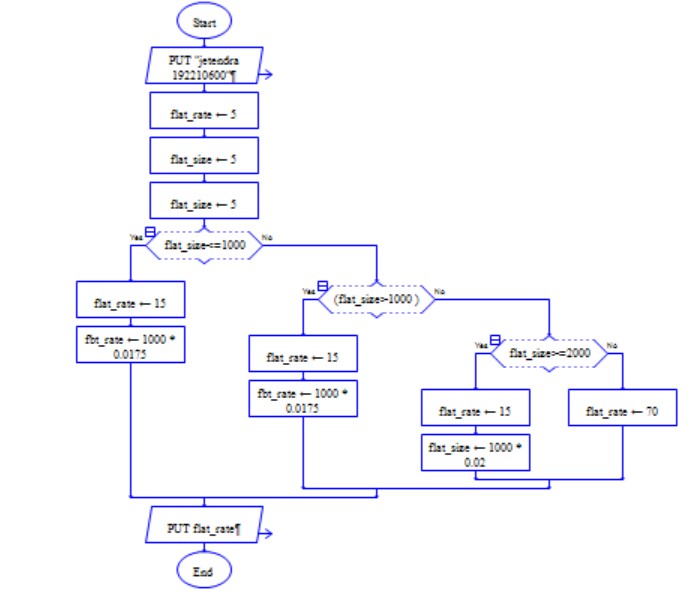 Start
PUT "jetendra
192210600"¶
flat_rate ← 5
flat_size ← 5
flat_size ← 5
Yes
flat_size<=1000
No
Yes
(flat_size>1000 )
No
flat_rate ← 15
fbt_rate ← 1000 *
0.0175
flat_rate ← 15
fbt_rate ← 1000 *
0.0175
Yes
flat_size>=2000
No
flat_rate ← 15
flat_size ← 1000 *
0.02
flat_rate ← 70
PUT flat_rate¶
End